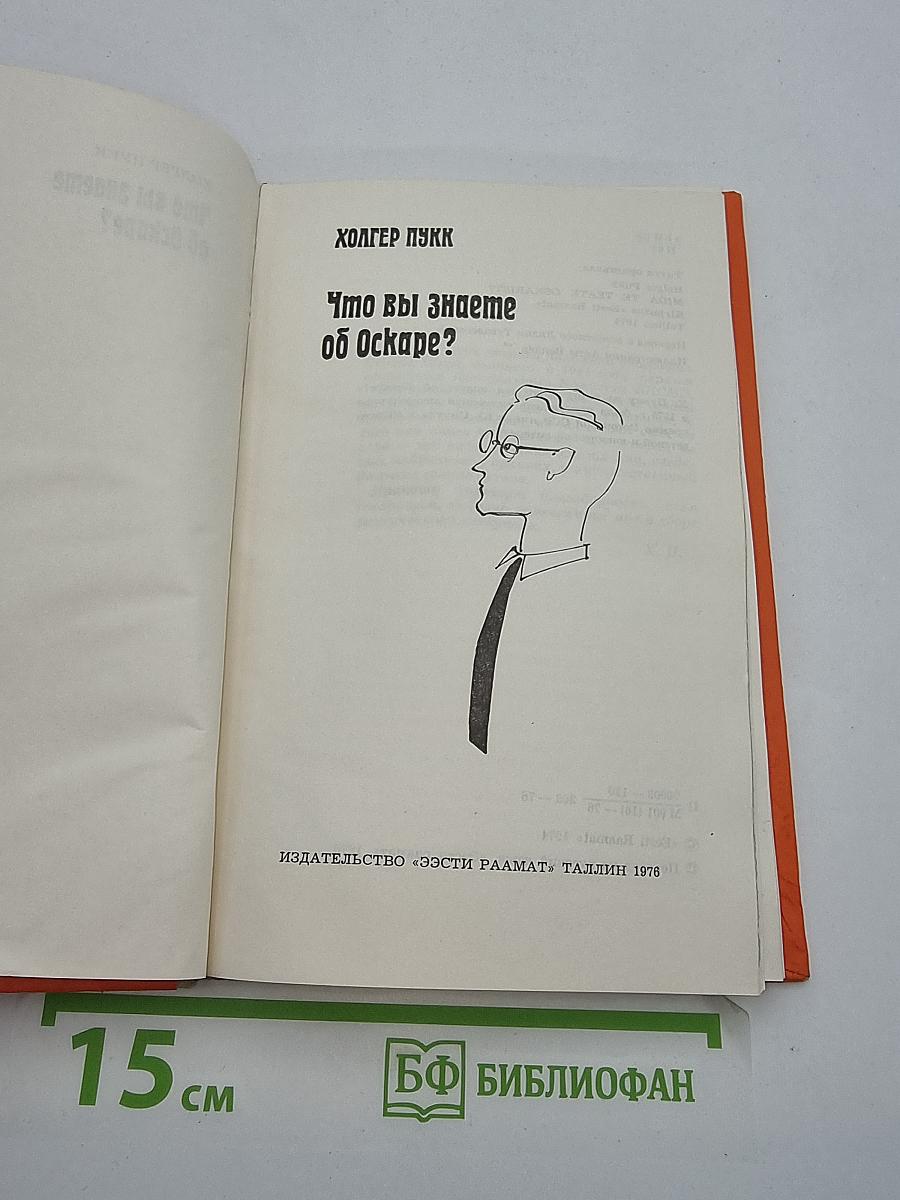 ХОЛГЕР ПУКК
Что вы знаете
об Оскаре?
ИЗДАТЕЛЬСТВО «ЭЭСТИ РААМАТ» ТАЛЛИН 1976
15 см
БФ БИБЛИОФАН